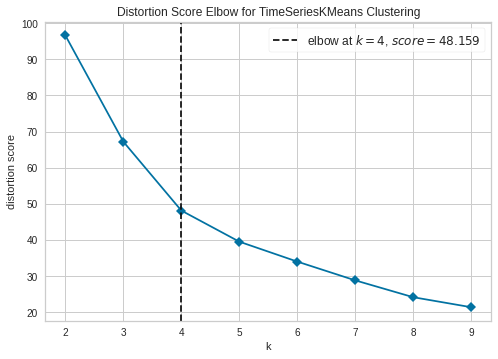 Distortion Score Elbow for TimeSeriesKMeans Clustering
elbow at k = 4, score = 48.159
distortion score
100
90
80
70
60
50
40
30
20
2 3 4 5 6 7 8 9
k